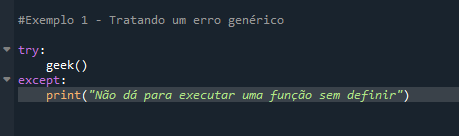 #Exemplo 1 - Tratando um erro genérico
try:
    geek()
except:
    print("Não dá para executar uma função sem definir")